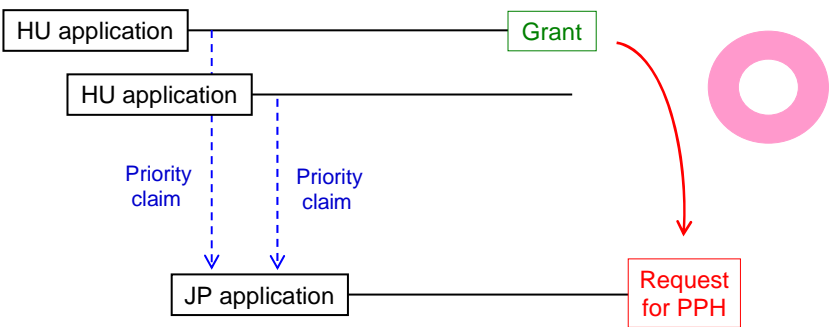 HU application
Grant
HU application
Priority
claim
Priority
claim
JP application
Request
for PPH